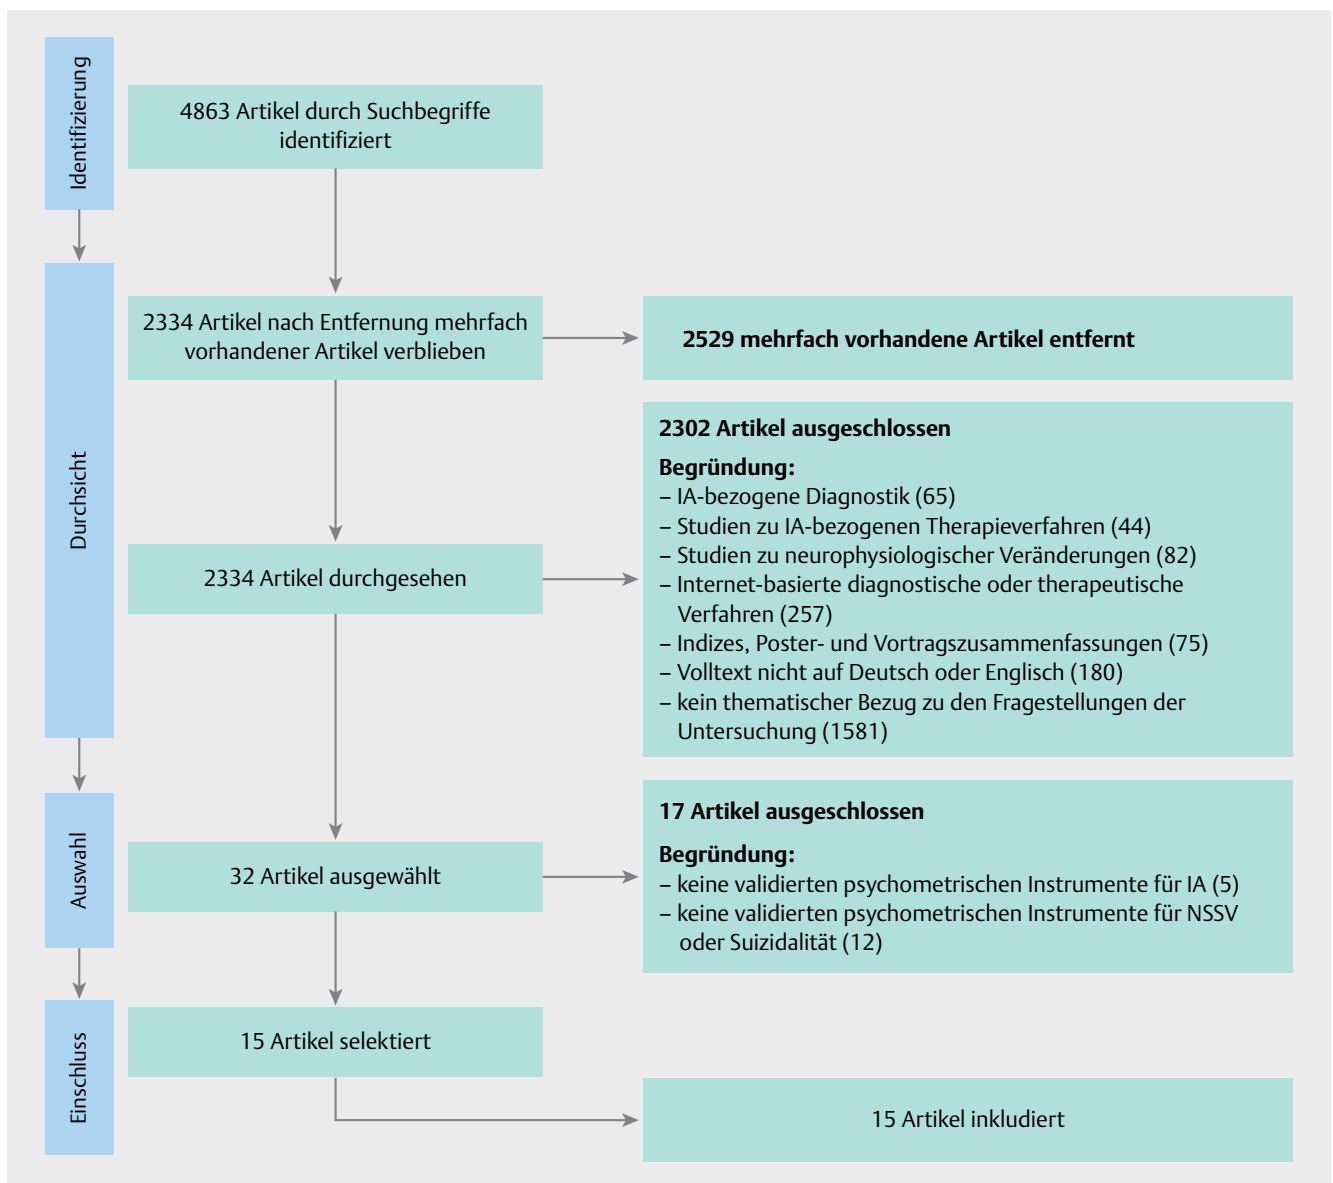 Identifizierung
4863 Artikel durch Suchbegriffe
identifiziert
Durchsicht
2334 Artikel nach Entfernung mehrfach
vorhandener Artikel verblieben
2529 mehrfach vorhandene Artikel entfernt
2334 Artikel durchgesehen
2302 Artikel ausgeschlossen
Begründung:
– IA-bezogene Diagnostik (65)
– Studien zu IA-bezogenen Therapieverfahren (44)
– Studien zu neurophysiologischer Veränderungen (82)
– Internet-basierte diagnostische oder therapeutische
Verfahren (257)
– Indizes, Poster- und Vortragszusammenfassungen (75)
– Volltext nicht auf Deutsch oder Englisch (180)
– kein thematischer Bezug zu den Fragestellungen der
Untersuchung (1581)
Auswahl
32 Artikel ausgewählt
17 Artikel ausgeschlossen
Begründung:
– keine validierten psychometrischen Instrumente für IA (5)
– keine validierten psychometrischen Instrumente für NSSV
oder Suizidalität (12)
Einschluss
15 Artikel selektiert
15 Artikel inkludiert